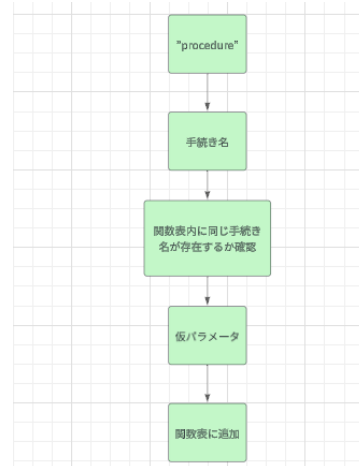 "procedure"
手続き名
関数表内に同じ手続き
名が存在するか確認
仮パラメータ
関数表に追加